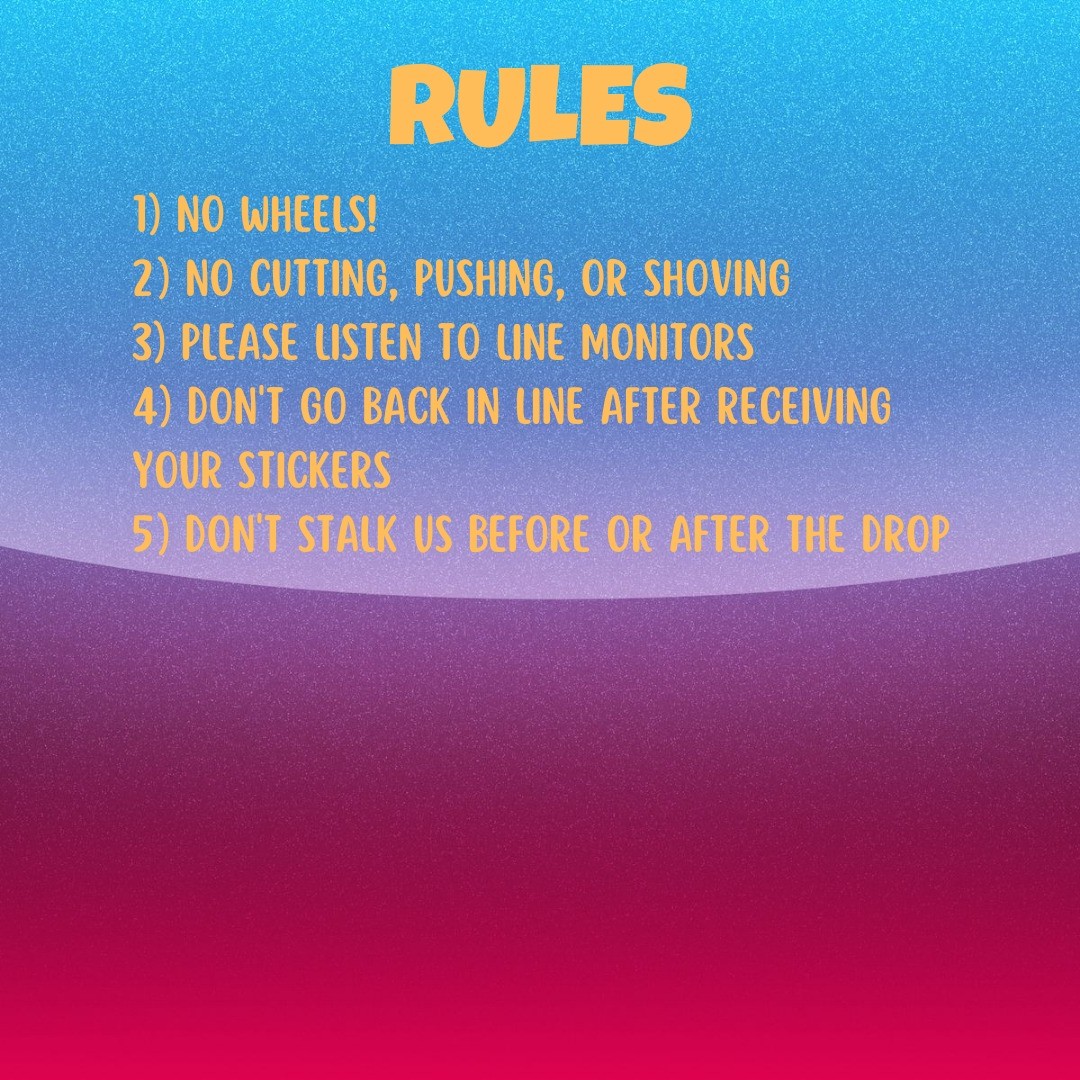 RULES
1) NO WHEELS!
2) NO CUTTING, PUSHING, OR SHOVING
3) PLEASE LISTEN TO LINE MONITORS
4) DON'T GO BACK IN LINE AFTER RECEIVING
YOUR STICKERS
5) DON'T STALK US BEFORE OR AFTER THE DROP